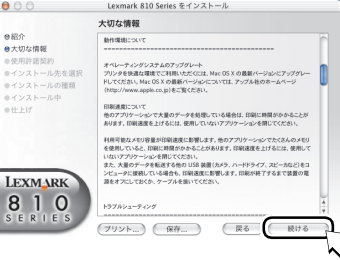 Lexmark 810 Series をインストール
大切な情報
紹介
大切な情報
使用許諾契約
インストール先を選択
インストールの種類
インストール中
仕上げ
LEXMARK
810
SERIES
動作環境について
オペレーティングシステムのアップグレード
プリンタを快適な環境でご利用いただくには、Mac OS X の最新バージョンにアップグレー
ドしてください。Mac OS X の最新バージョンについては、アップル社のホームページ
(http://www.apple.co.jp)をご覧ください。
印刷速度について
他のアプリケーションで大量のデータを処理している場合は、印刷に時間がかかることが
あります。印刷速度を上げるには、使用していないアプリケーションを閉じてください。
利用可能なメモリ容量が印刷速度に影響します。他のアプリケーションでたくさんのメモリ
を使用していると、印刷に時間がかかることがあります。印刷速度を上げるには、使用して
いないアプリケーションを閉じてください。
また、大量のデータを転送する他の USB 装置(カメラ、ハードドライブ、スピーカなど)をコ
ンピュータに接続している場合も、印刷速度に影響します。印刷が終了するまで装置の電
源をオフにしておくか、ケーブルを抜いてください。
トラブルシューティング
プリント...
保存...
戻る
続ける